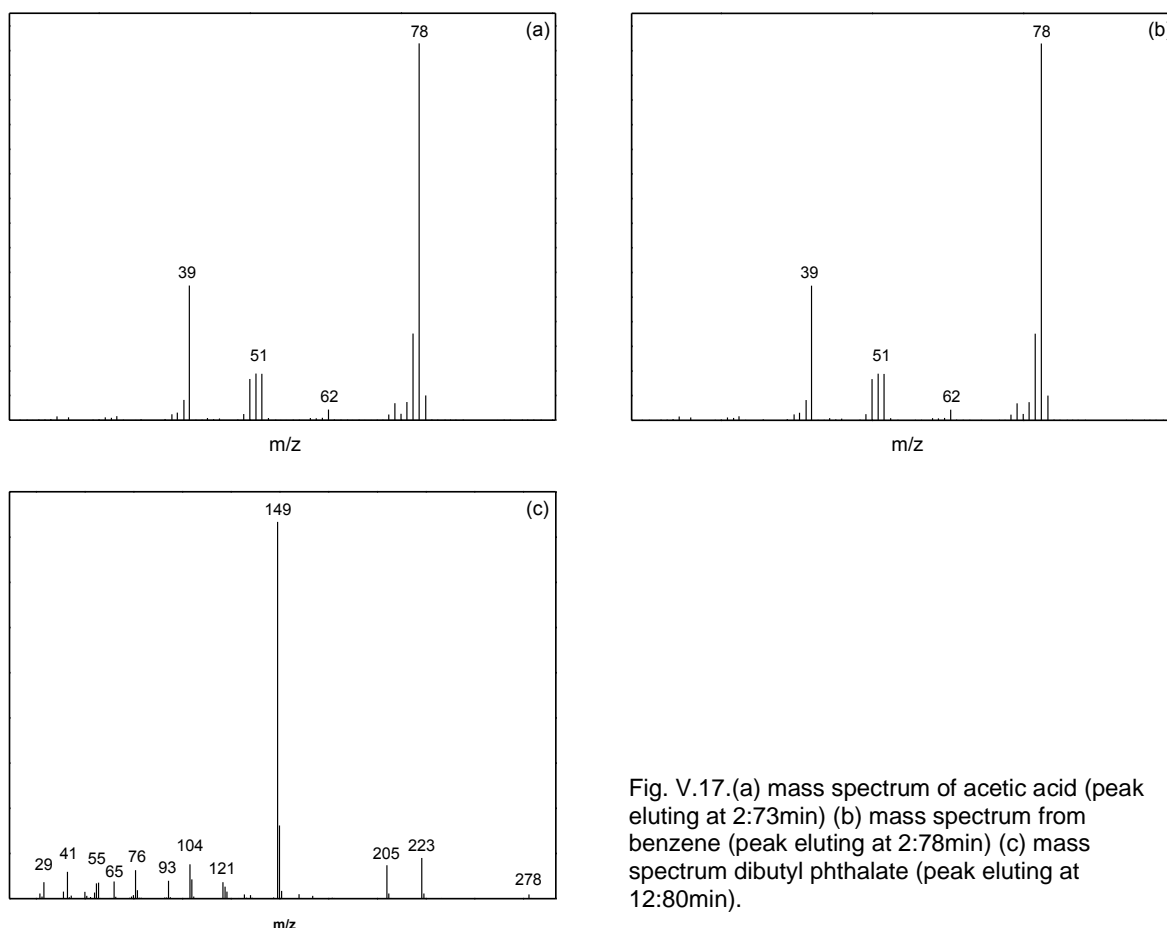 (a)
78
39
51
62
m/z
(b)
78
39
51
62
m/z
(c)
149
29
41
55
65
76
93
104
121
205
223
278
m/z
Fig. V.17.(a) mass spectrum of acetic acid (peak
eluting at 2:73min) (b) mass spectrum from
benzene (peak eluting at 2:78min) (c) mass
spectrum dibutyl phthalate (peak eluting at
12:80min).